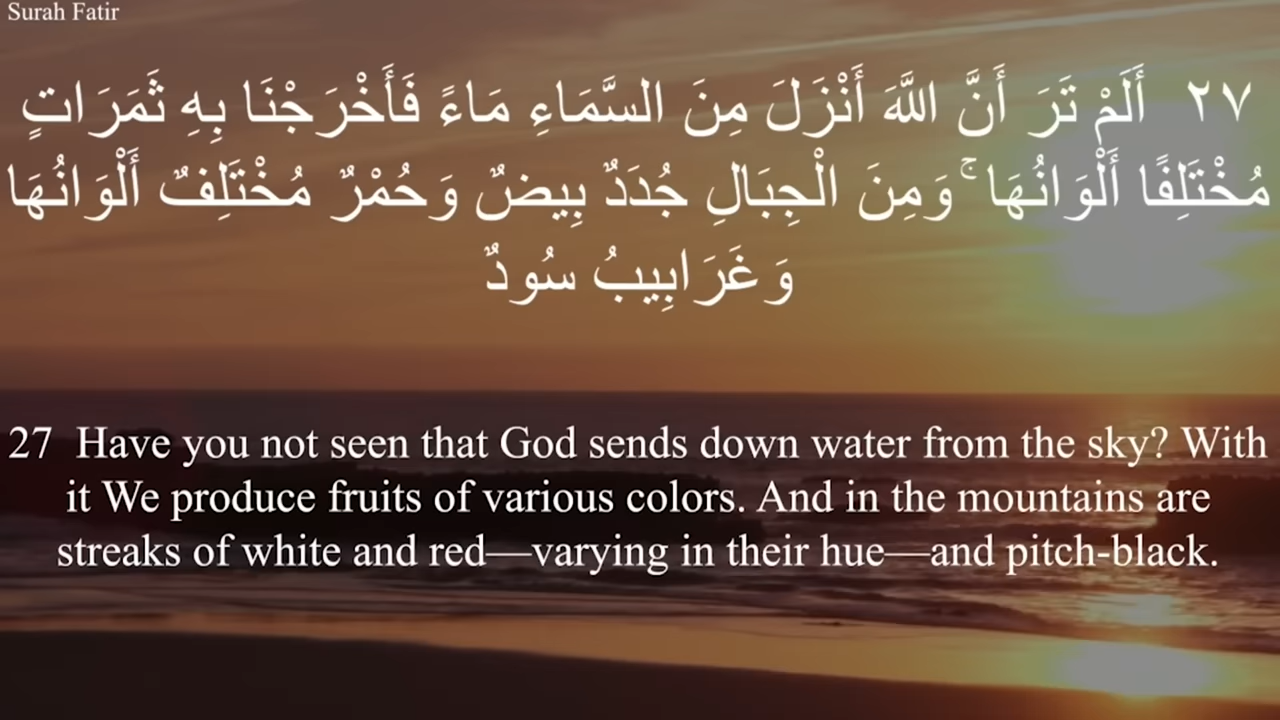 Surah Fatir
٢٧ أَلَمْ تَرَ أَنَّ اللَّهَ أَنْزَلَ مِنَ السَّمَاءِ مَاءً فَأَخْرَجْنَا بِهِ ثَمَرَاتٍ
مُخْتَلِفًا أَلْوَانُهَا ۚ وَمِنَ الْجِبَالِ جُدَدٌ بِيضٌ وَحُمْرٌ مُخْتَلِفٌ أَلْوَانُهَا
وَغَرَابِيبُ سُودٌ
27 Have you not seen that God sends down water from the sky? With
it We produce fruits of various colors. And in the mountains are
streaks of white and red—varying in their hue—and pitch-black.